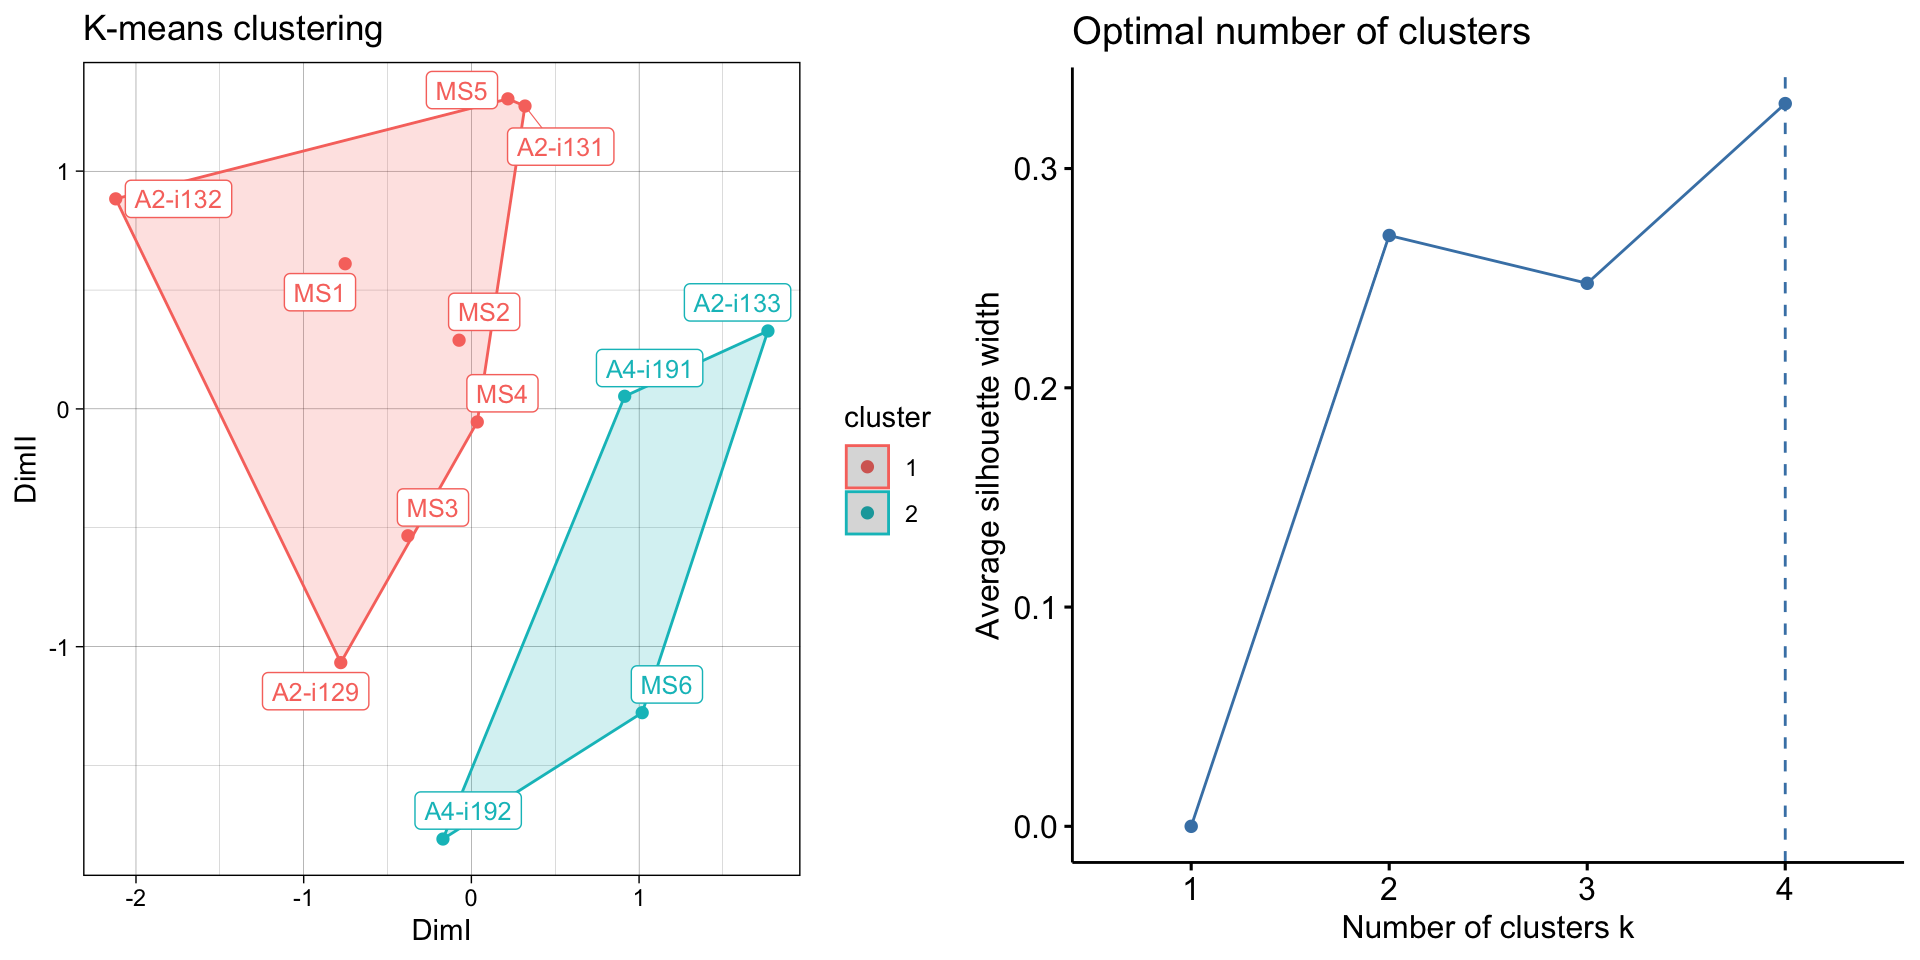 K-means clustering
MS5
A2-i131
A2-i132
MS1
MS2
A2-i133
A4-i191
MS4
MS3
A2-i129
MS6
A4-i192
1
0
-1
DimII
-2
-1
0
1
DimI
cluster
1
2
Optimal number of clusters
0.3
0.2
0.1
0.0
Average silhouette width
1
2
3
4
Number of clusters k